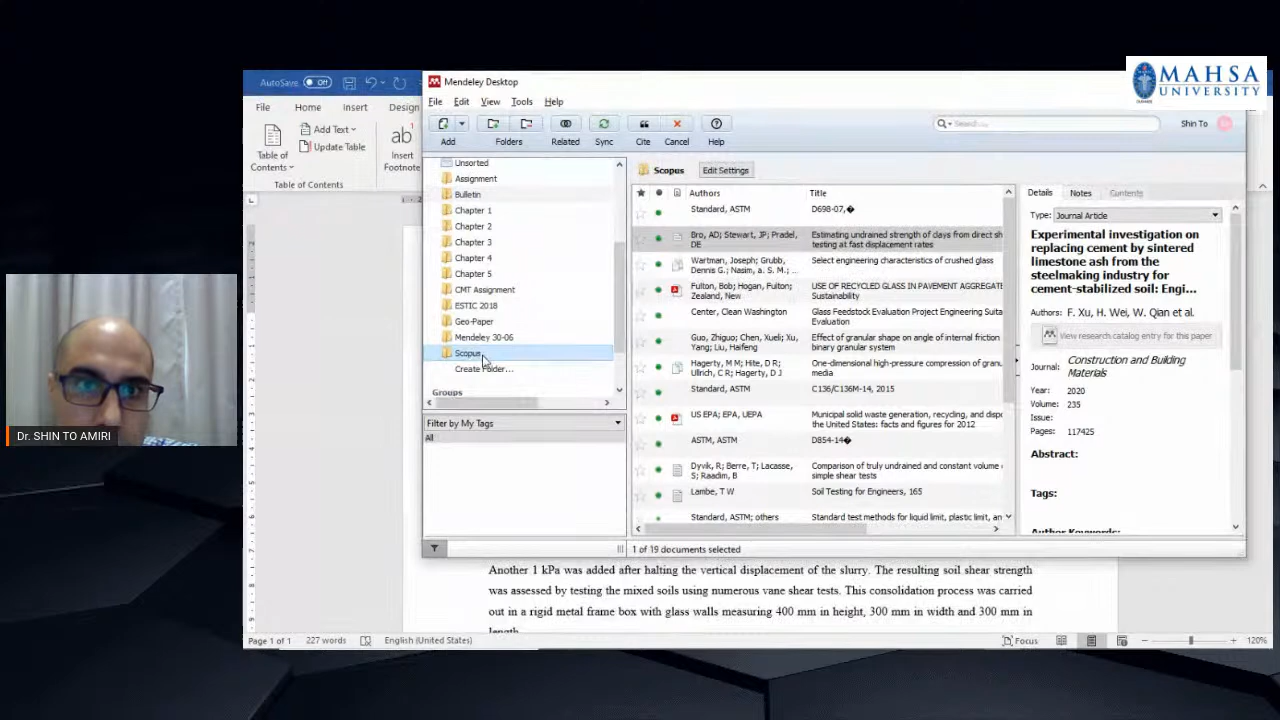 MAHSA
UNIVERSITY
AutoSave Off
Mendeley Desktop
File Home Insert Design
File Edit View Tools Help
Table of
Contents
Add Text
Update Table
ab
Insert
Footnote
Table of Contents
Add Folders Related Sync Cite Cancel Help
Search...
Shin To
Unsorted
Assignment
Bulletin
Chapter 1
Chapter 2
Chapter 3
Chapter 4
Chapter 5
CMT Assignment
ESTIC 2018
Geo-Paper
Mendeley 30-06
Scopus
Create Folder...
Groups
Filter by My Tags
All
Scopus Edit Settings
Authors Title
Standard, ASTM D698-07,�
Bro, AD; Stewart, JP; Pradel, Estimating undrained strength of clays from direct sh
DE testing at fast displacement rates
Wartman, Joseph; Grubb, Select engineering characteristics of crushed glass
Dennis G.; Nasim, a. S. M.; ...
Fulton, Bob; Hogan, Fulton; USE OF RECYCLED GLASS IN PAVEMENT AGGREGATE
Zealand, New Sustainability
Center, Clean Washington Glass Feedstock Evaluation Project Engineering Suita
Evaluation
Guo, Zhiguo; Chen, Xueli; Xu, Effect of granular shape on angle of internal friction
Yang; Liu, Haifeng binary granular system
Hagerty, M M; Hite, D R; One-dimensional high-pressure compression of granu
Ullrich, C R; Hagerty, D J media
Standard, ASTM C136/C136M-14, 2015
US EPA; EPA, UEPA Municipal solid waste generation, recycling, and dispo
the United States: facts and figures for 2012
ASTM, ASTM D854-14�
Dyvik, R; Berre, T; Lacasse, Comparison of truly undrained and constant volume
S; Raadim, B simple shear tests
Lambe, T W Soil Testing for Engineers, 165
Standard, ASTM; others Standard test methods for liquid limit, plastic limit, an
1 of 19 documents selected
Details Notes Contents
Type: Journal Article
Experimental investigation on
replacing cement by sintered
limestone ash from the
steelmaking industry for
cement-stabilized soil: Engi...
Authors: F. Xu, H. Wei, W. Qian et al.
View research catalog entry for this paper
Journal: Construction and Building
Materials
Year: 2020
Volume: 235
Issue:
Pages: 117425
Abstract:
Tags:
Author Keywords:
Another 1 kPa was added after halting the vertical displacement of the slurry. The resulting soil shear strength
was assessed by testing the mixed soils using numerous vane shear tests. This consolidation process was carried
out in a rigid metal frame box with glass walls measuring 400 mm in height, 300 mm in width and 300 mm in
length.
Page 1 of 1 227 words English (United States) Focus 120%
Dr. SHIN TO AMIRI